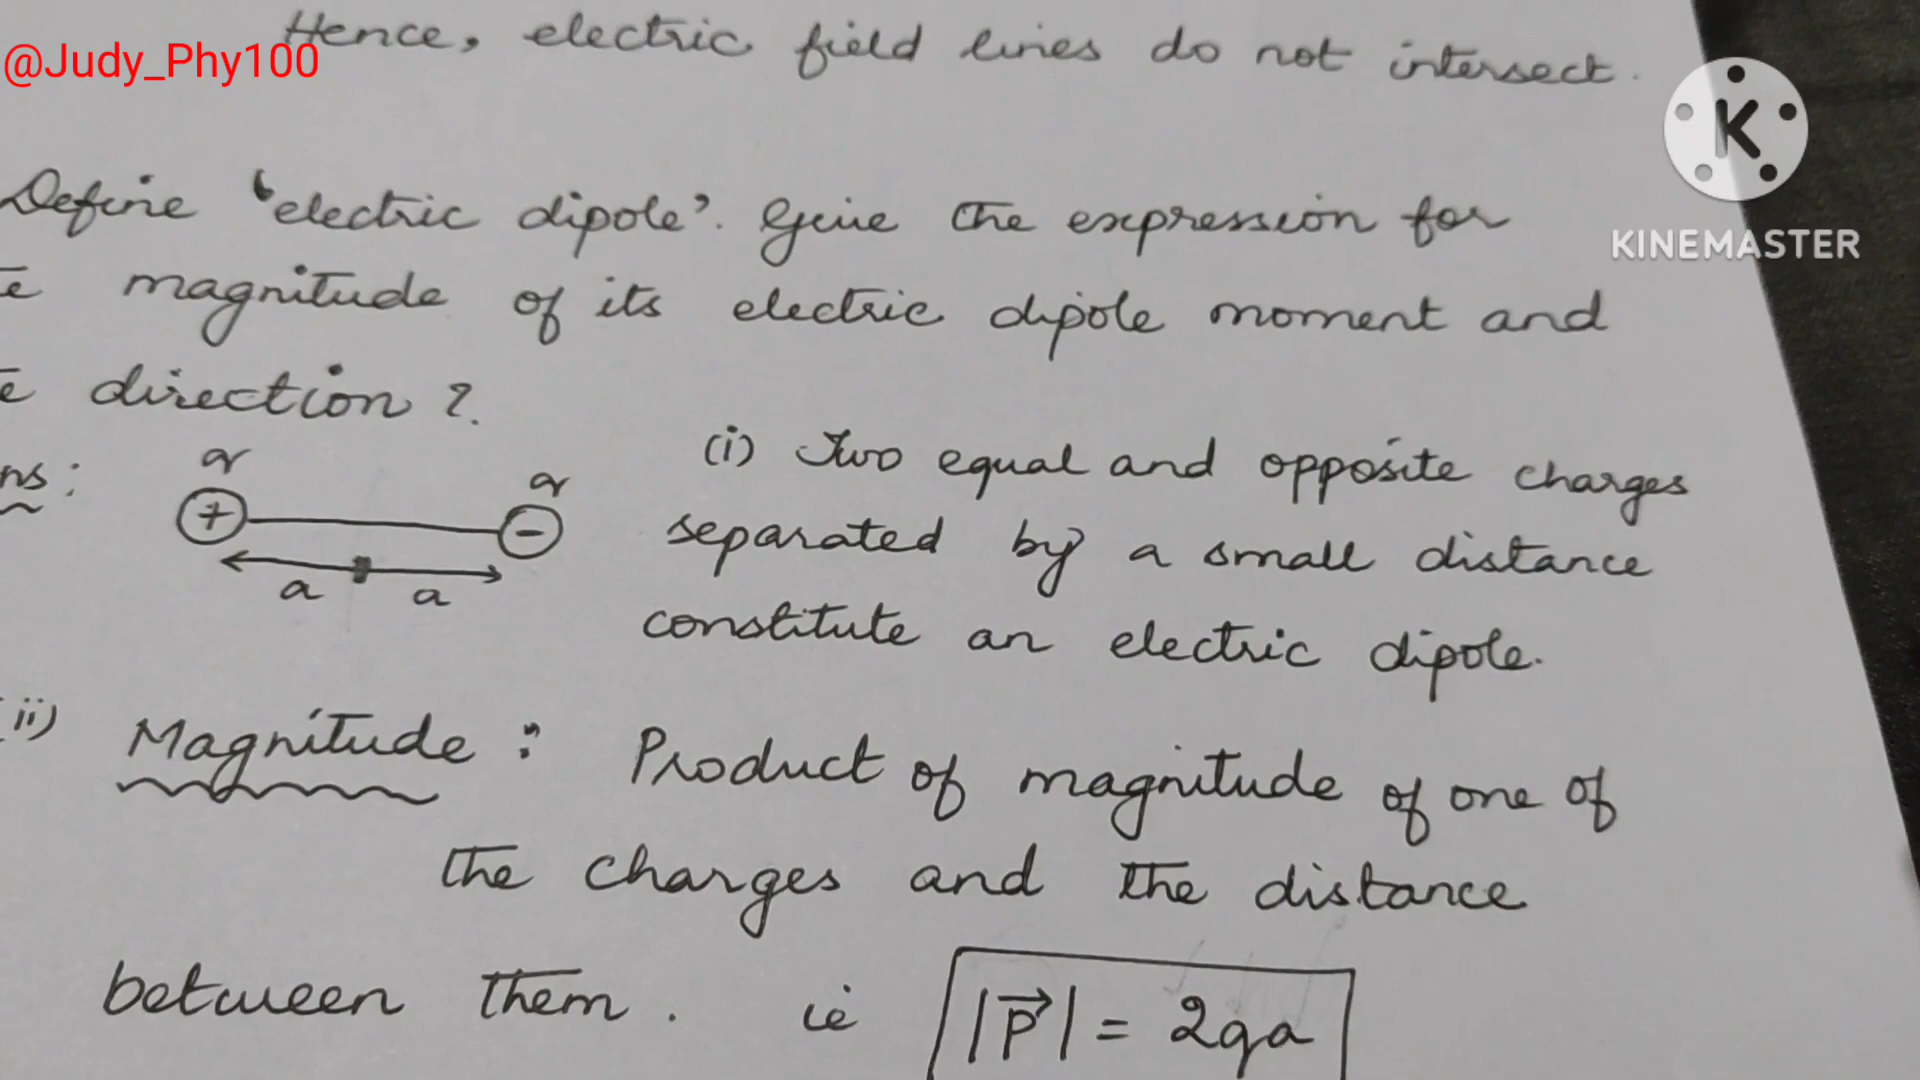 Hence, electric field lines do not intersect.
@Judy_Phy100
K
KINEMASTER
Define 'electric dipole'. Give the expression for
magnitude of its electric dipole moment and
direction?
ns:
q
q
+
-
a
a
(i) Two equal and opposite charges
separated by a small distance
constitute an electric dipole.
ii) Magnitude: Product of magnitude of one of
the charges and the distance
between them. ie |p⃗| = 2qa